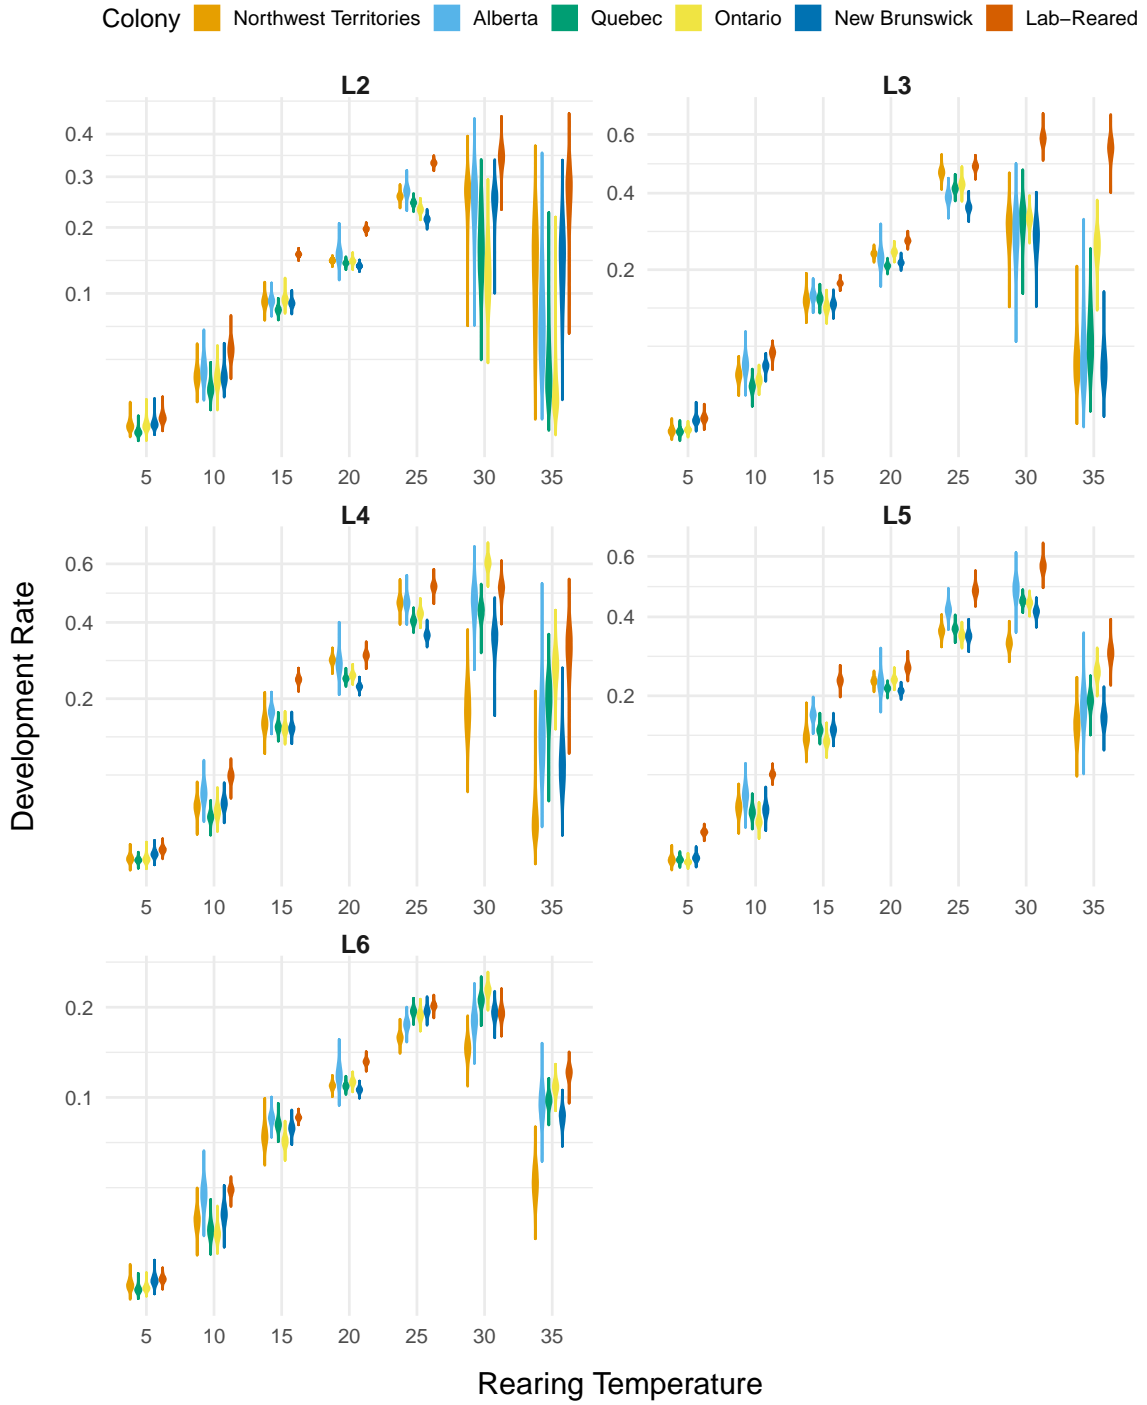 Colony Northwest Territories Alberta Quebec Ontario New Brunswick Lab−Reared
L2
0.4
0.3
0.2
0.1
5 10 15 20 25 30 35
L3
0.6
0.4
0.2
5 10 15 20 25 30 35
L4
0.6
0.4
0.2
5 10 15 20 25 30 35
L5
0.6
0.4
0.2
5 10 15 20 25 30 35
L6
0.2
0.1
5 10 15 20 25 30 35
Development Rate
Rearing Temperature